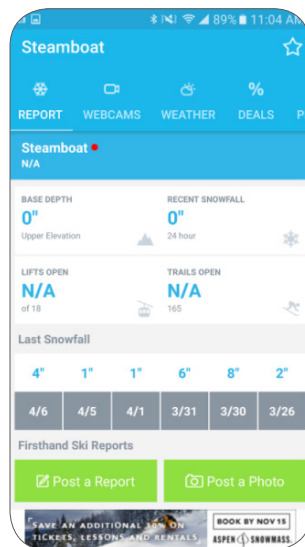 89% 11:04 AM
Steamboat
REPORT WEBCAMS WEATHER DEALS P
Steamboat
N/A
BASE DEPTH RECENT SNOWFALL
0" 0"
Upper Elevation 24 hour
LIFTS OPEN TRAILS OPEN
N/A N/A
of 18 165
Last Snowfall
4" 1" 1" 6" 8" 2"
4/6 4/5 4/1 3/31 3/30 3/26
Firsthand Ski Reports
Post a Report Post a Photo
SAVE AN ADDITIONAL 30% ON BOOK BY NOV 15
TICKETS, LESSONS AND RENTALS ASPEN SNOWMASS